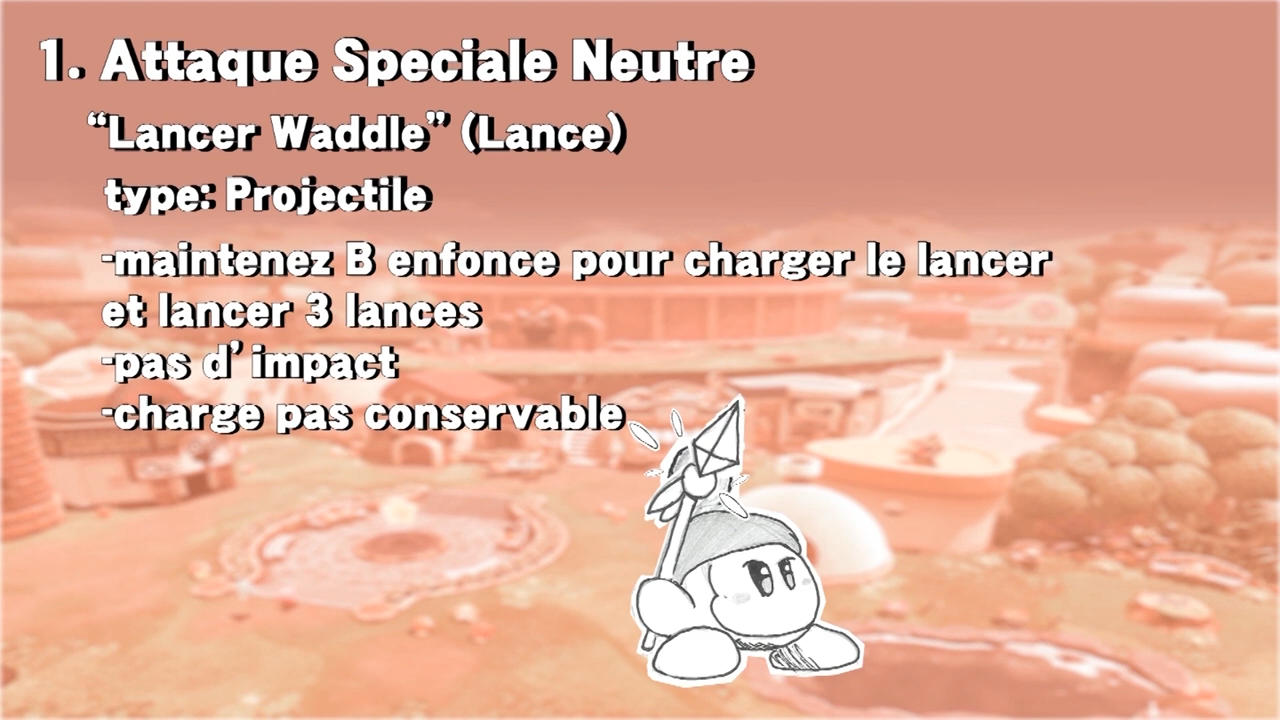 1. Attaque Speciale Neutre
“Lancer Waddle” (Lance)
type: Projectile
-maintenez B enfonce pour charger le lancer
et lancer 3 lances
-pas d’impact
-charge pas conservable